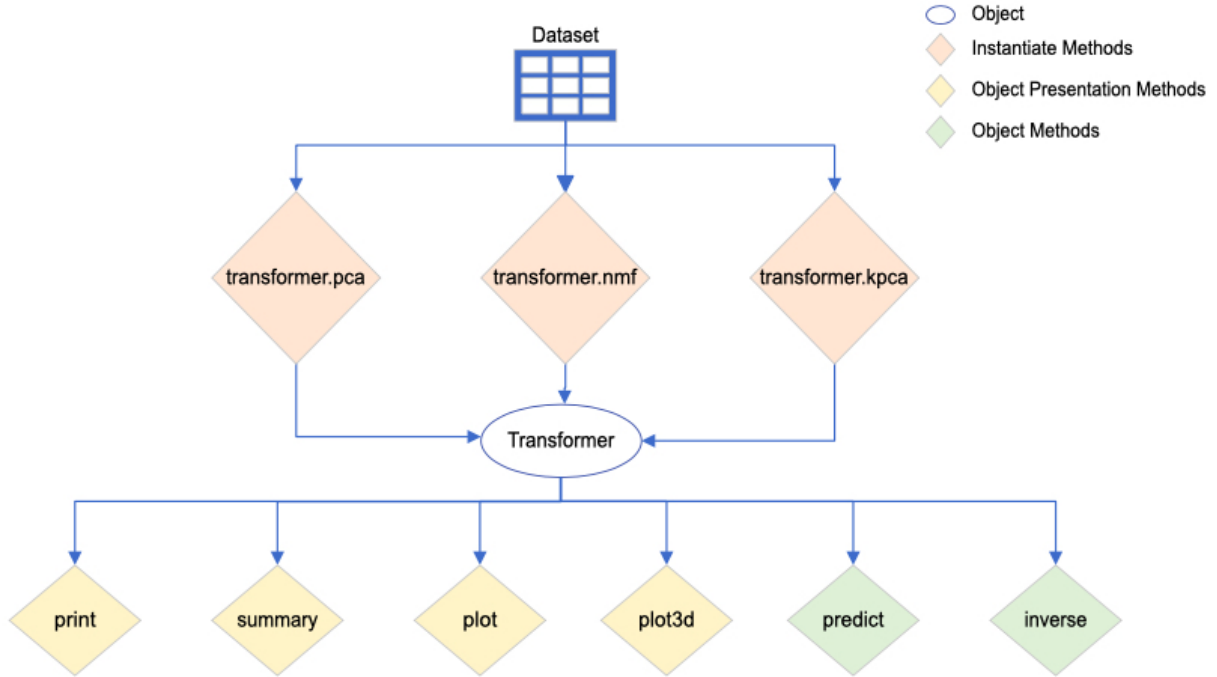 Object
Dataset
Instantiate Methods
Object Presentation Methods
Object Methods
transformer.pca
transformer.nmf
transformer.kpca
Transformer
print
summary
plot
plot3d
predict
inverse